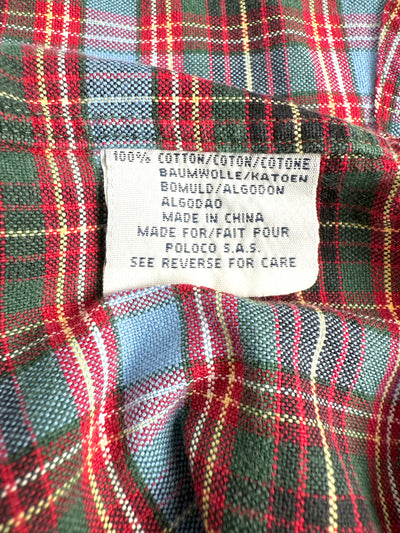 100% COTTON/COTON/COTONE
BAUMWOLLE/KATOEN
BOMULD/ALGODON
ALGODAO
MADE IN CHINA
MADE FOR/FAIT POUR
POLOCO S.A.S.
SEE REVERSE FOR CARE